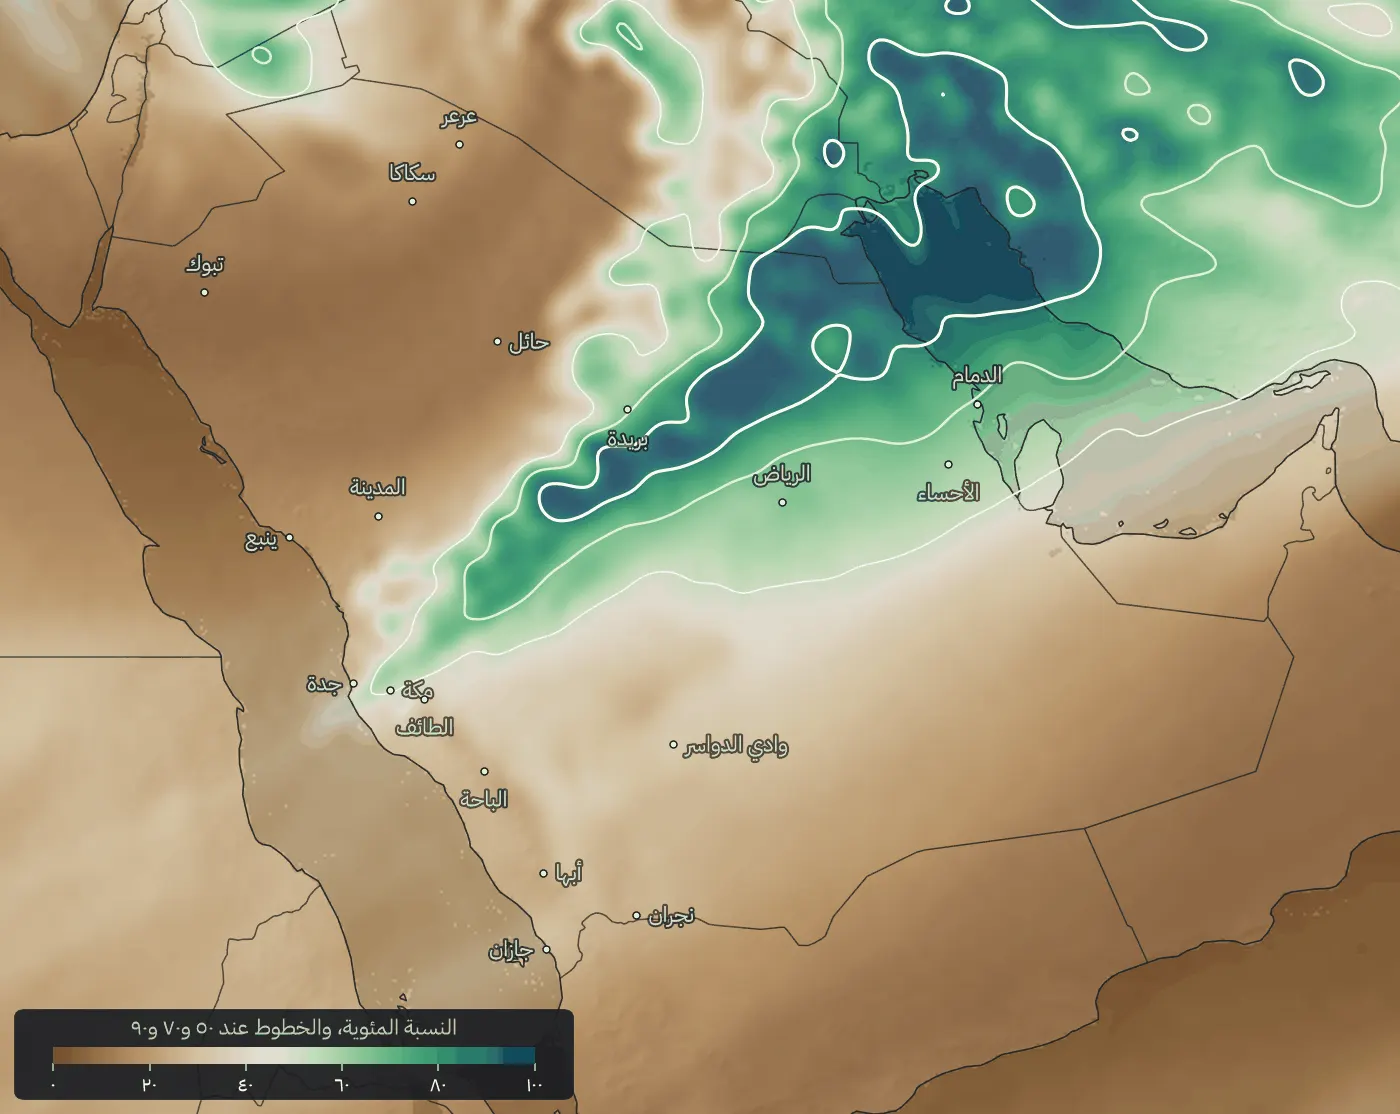 عرعر
سكاكا
تبوك
حائل
الدمام
بريدة
الرياض
المدينة
الأحساء
ينبع
جدة
مكة
الطائف
وادي الدواسر
الباحة
أبها
نجران
جازان
النسبة المئوية، والخطوط عند ٥٠ و٧٠ و٩٠
٠ ٢٠ ٤٠ ٦٠ ٨٠ ١٠٠